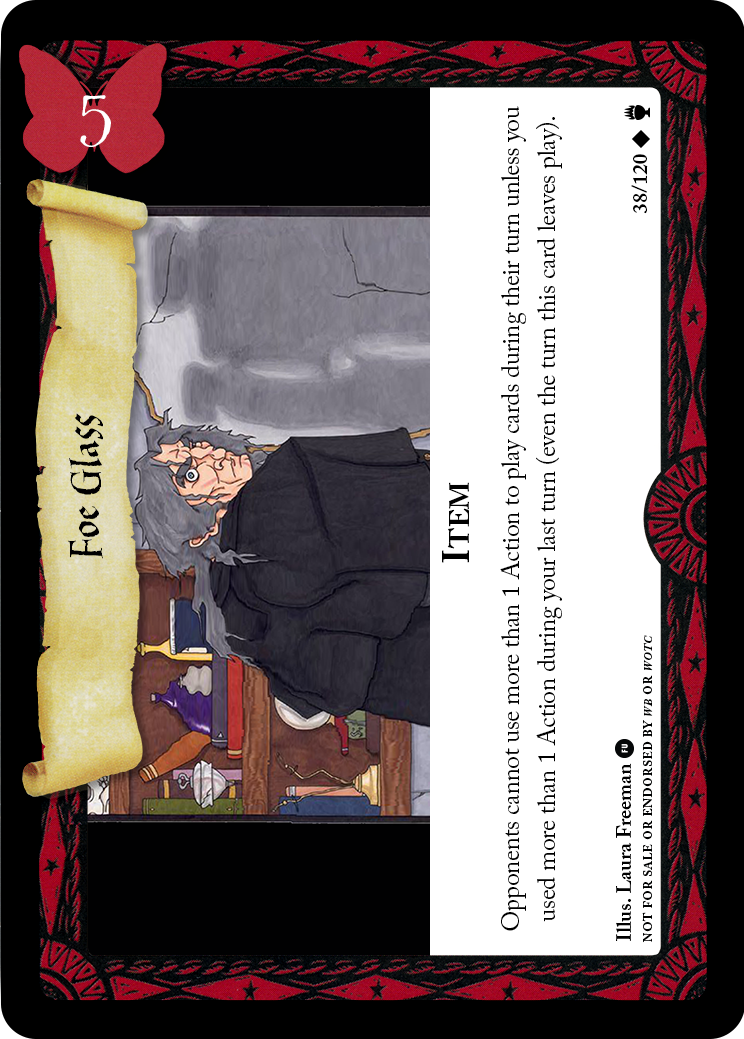 5
Foe Glass
Item
Opponents cannot use more than 1 Action to play cards during their turn unless you
used more than 1 Action during your last turn (even the turn this card leaves play).
Illus. Laura Freeman FU
NOT FOR SALE OR ENDORSED BY WB OR WOTC
38/120